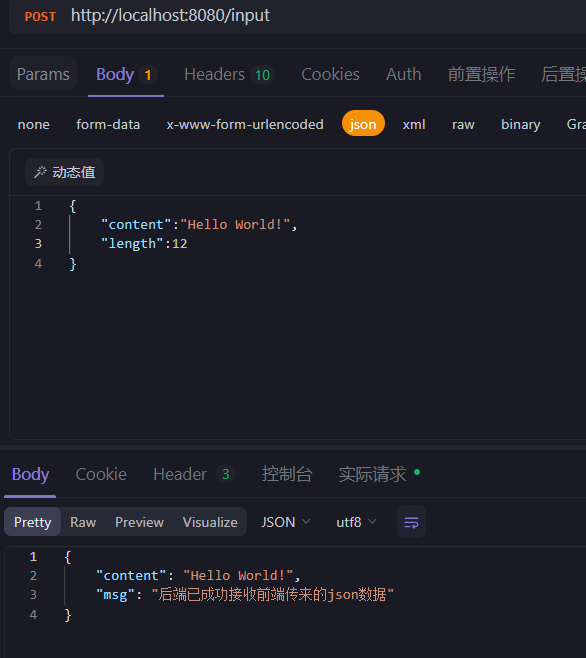 POST http://localhost:8080/input
Params Body 1 Headers 10 Cookies Auth 前置操作 后置操
none form-data x-www-form-urlencoded json xml raw binary Gra
动态值
1 {
2 "content":"Hello World!",
3 "length":12
4 }
Body Cookie Header 3 控制台 实际请求
Pretty Raw Preview Visualize JSON utf8
1 {
2 "content": "Hello World!",
3 "msg": "后端已成功接收前端传来的json数据"
4 }